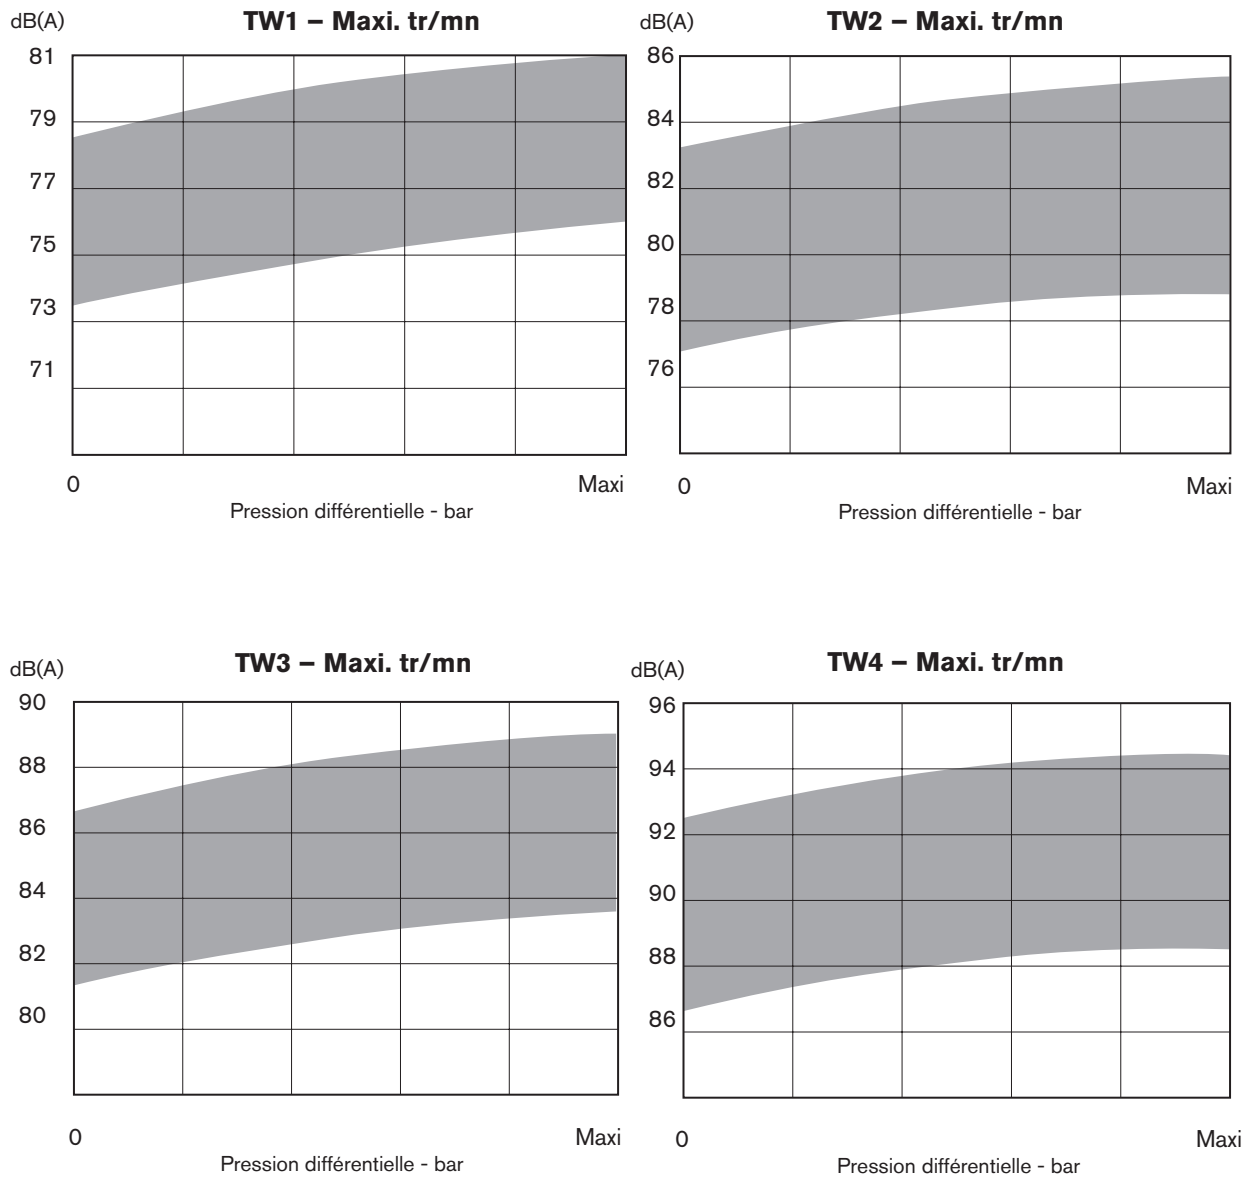 dB(A)
TW1 – Maxi. tr/mn
81
79
77
75
73
71
0
Maxi
Pression différentielle - bar
dB(A)
TW2 – Maxi. tr/mn
86
84
82
80
78
76
0
Maxi
Pression différentielle - bar
dB(A)
TW3 – Maxi. tr/mn
90
88
86
84
82
80
0
Maxi
Pression différentielle - bar
dB(A)
TW4 – Maxi. tr/mn
96
94
92
90
88
86
0
Maxi
Pression différentielle - bar